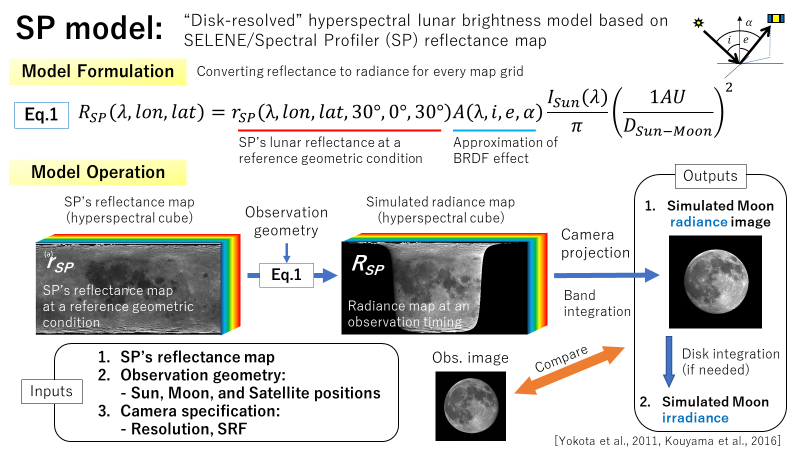 SP model:
“Disk-resolved” hyperspectral lunar brightness model based on
SELENE/Spectral Profiler (SP) reflectance map
α
i
e
Model Formulation
Converting reflectance to radiance for every map grid
Eq.1
R_SP(λ, lon, lat) = r_SP(λ, lon, lat, 30°, 0°, 30°)A(λ, i, e, α) I_Sun(λ)/π (1AU/D_Sun−Moon)^2
SP’s lunar reflectance at a
reference geometric condition
Approximation of
BRDF effect
Model Operation
SP’s reflectance map
(hyperspectral cube)
Observation
geometry
Eq.1
Simulated radiance map
(hyperspectral cube)
r_SP
SP’s reflectance map
at a reference geometric
condition
R_SP
Radiance map at an
observation timing
Camera
projection
Band
integration
Outputs
1. Simulated Moon
radiance image
Disk integration
(if needed)
2. Simulated Moon
irradiance
Inputs
1. SP’s reflectance map
2. Observation geometry:
- Sun, Moon, and Satellite positions
3. Camera specification:
- Resolution, SRF
Obs. image
Compare
[Yokota et al., 2011, Kouyama et al., 2016]